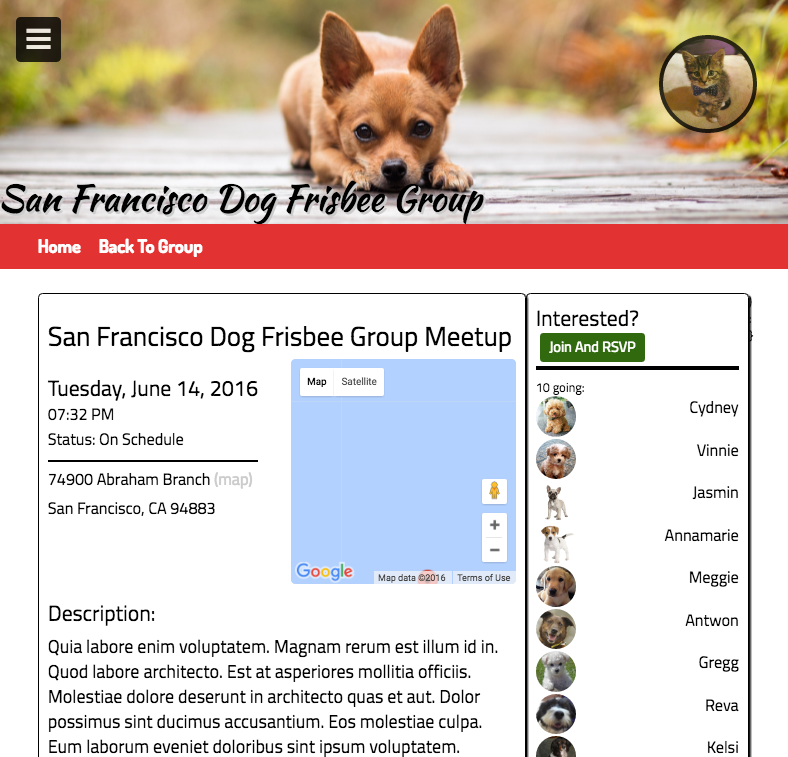 San Francisco Dog Frisbee Group
Home Back To Group
San Francisco Dog Frisbee Group Meetup
Tuesday, June 14, 2016
07:32 PM
Status: On Schedule
74900 Abraham Branch (map)
San Francisco, CA 94883
Map Satellite
Google
Map data ©2016 Terms of Use
Description:
Quia labore enim voluptatem. Magnam rerum est illum id in.
Quod labore architecto. Est at asperiores mollitia officiis.
Molestiae dolore deserunt in architecto quas et aut. Dolor
possimus sint ducimus accusantium. Eos molestiae culpa.
Eum laborum eveniet doloribus sint ipsum voluptatem.
Interested?
Join And RSVP
10 going:
Cydney
Vinnie
Jasmin
Annamarie
Meggie
Antwon
Gregg
Reva
Kelsi